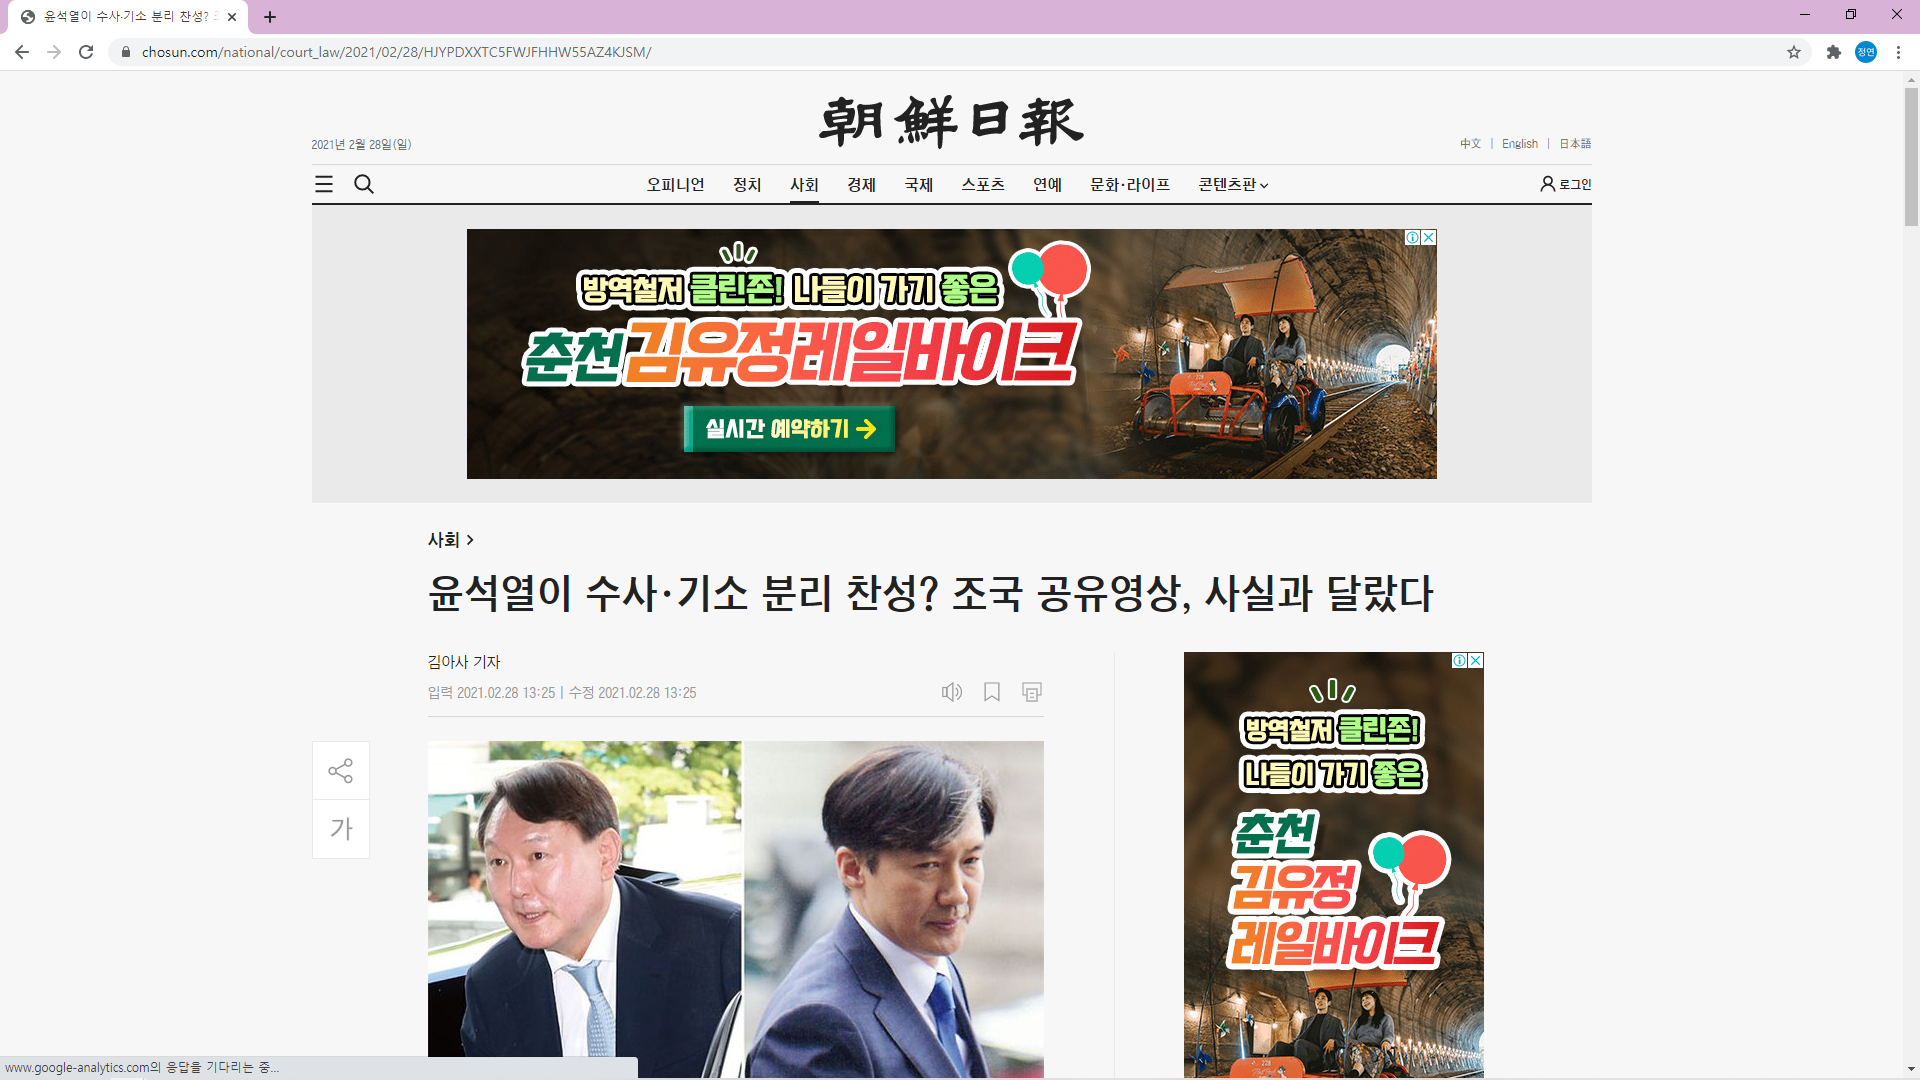 윤석열이 수사·기소 분리 찬성?
chosun.com/national/court_law/2021/02/28/HJYPDXXTC5FWJFHHW55AZ4KJSM/
정연
朝鮮日報
2021년 2월 28일(일)
中文 | English | 日本語
오피니언 정치 사회 경제 국제 스포츠 연예 문화·라이프 콘텐츠판
로그인
방역철저 클린존! 나들이 가기 좋은
춘천 김유정레일바이크
실시간 예약하기
사회
윤석열이 수사·기소 분리 찬성? 조국 공유영상, 사실과 달랐다
김아사 기자
입력 2021.02.28 13:25 | 수정 2021.02.28 13:25
가
방역철저 클린존!
나들이 가기 좋은
춘천
김유정
레일바이크
www.google-analytics.com의 응답을 기다리는 중...